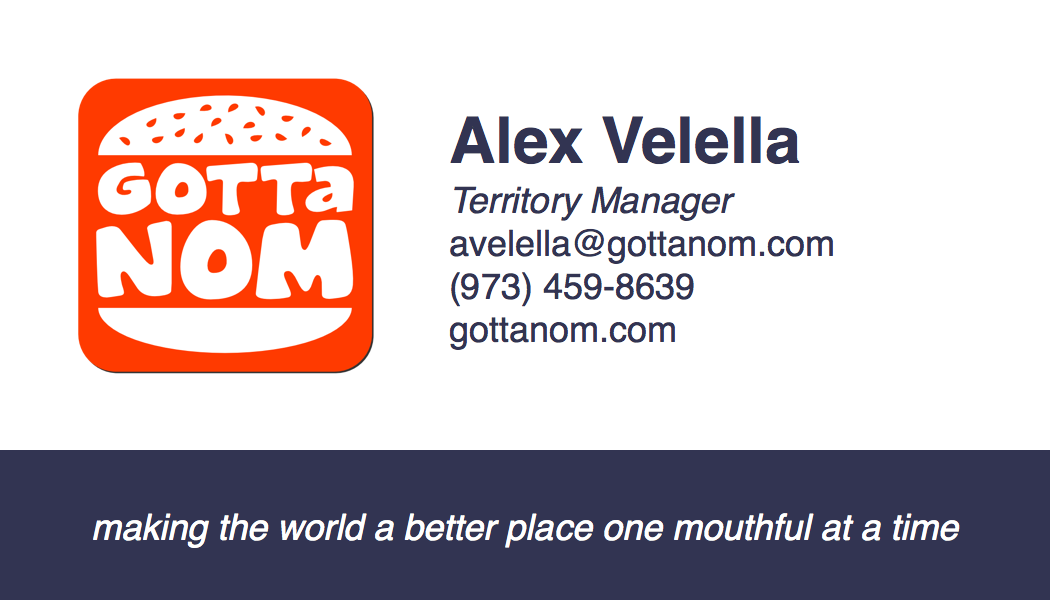 GOTTa
NOM
Alex Velella
Territory Manager
avelella@gottanom.com
(973) 459-8639
gottanom.com
making the world a better place one mouthful at a time